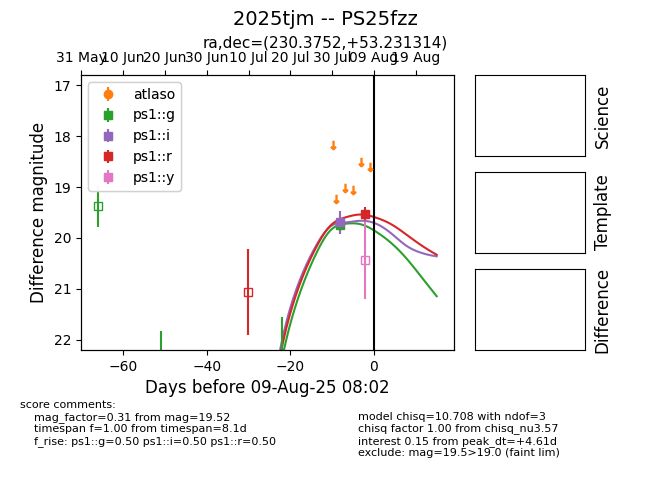 2025tjm -- PS25fzz
ra,dec=(230.3752,+53.231314)
31 May 10 Jun 20 Jun 30 Jun 10 Jul 20 Jul 30 Jul 09 Aug 19 Aug
17
18
19
20
21
22
Difference magnitude
atlaso
ps1::g
ps1::i
ps1::r
ps1::y
−60 −40 −20 0
Days before 09-Aug-25 08:02
Science
Template
Difference
score comments:
mag_factor=0.31 from mag=19.52
timespan f=1.00 from timespan=8.1d
f_rise: ps1::g=0.50 ps1::i=0.50 ps1::r=0.50
model chisq=10.708 with ndof=3
chisq factor 1.00 from chisq_nu3.57
interest 0.15 from peak_dt=+4.61d
exclude: mag=19.5>19.0 (faint lim)